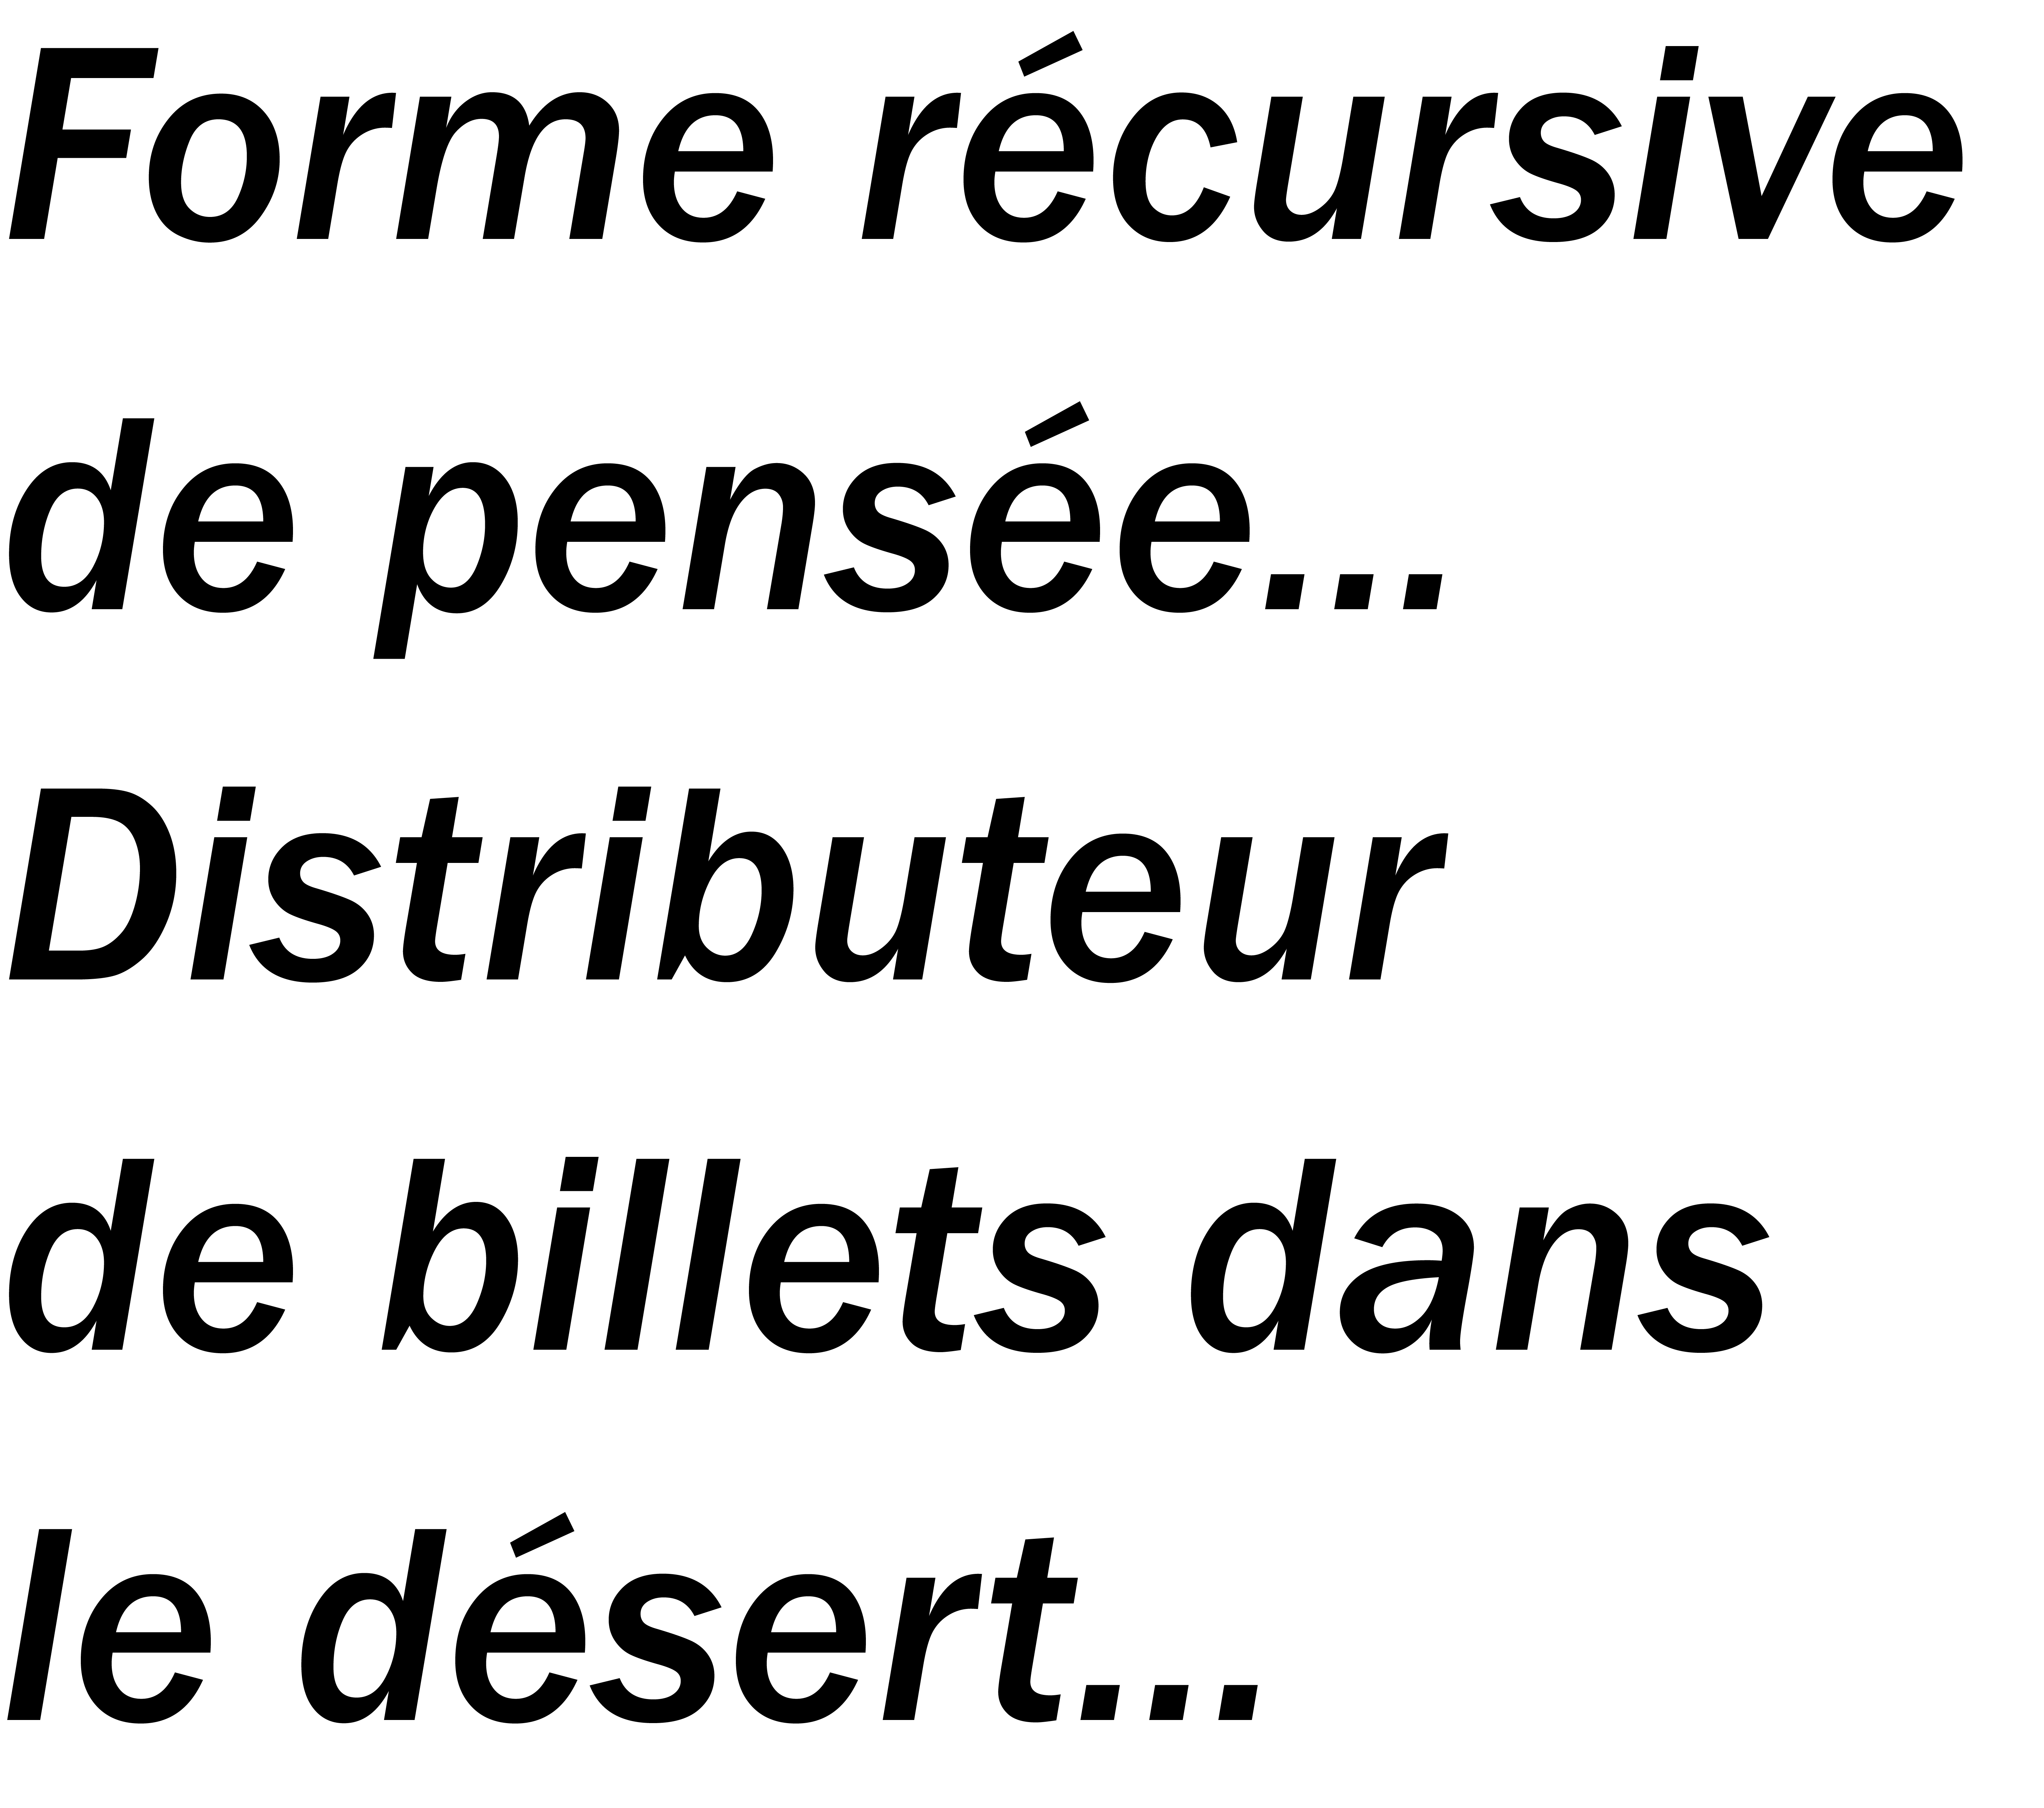 Forme récursive
de pensée...
Distributeur
de billets dans
le désert...